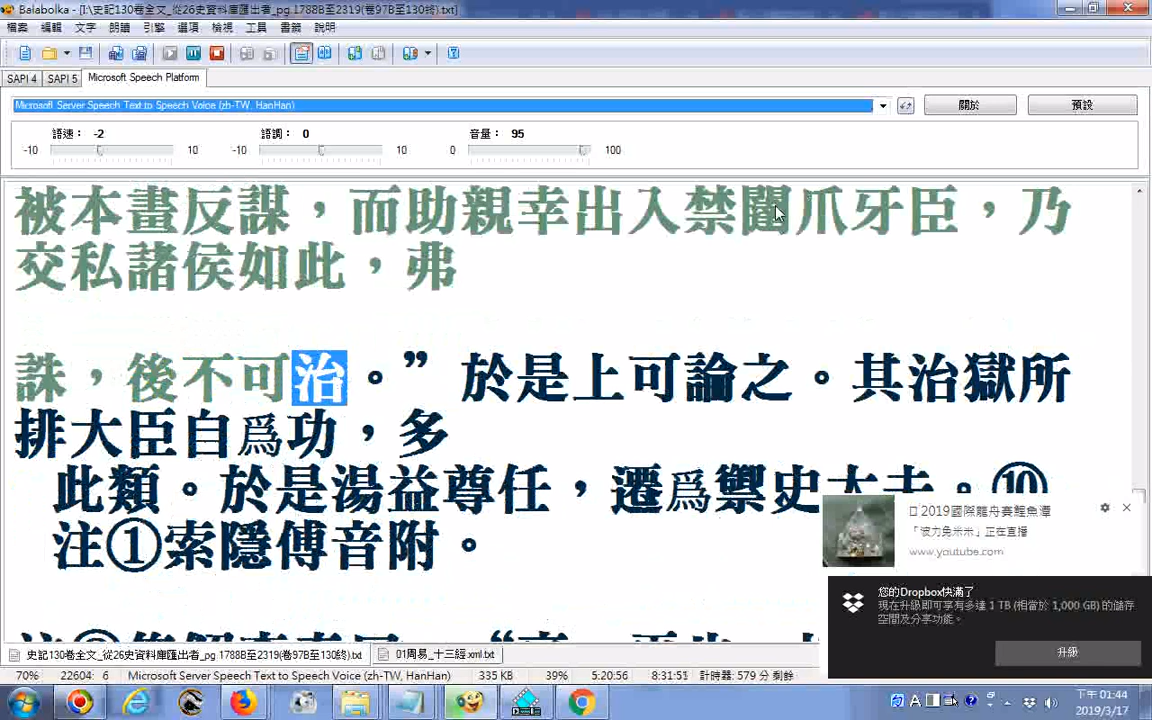 Balabolka - [I:\史記130卷全文_從26史資料庫匯出者_pg 1788B至2319(卷97B至130終).txt]
檔案 編輯 文字 朗讀 引擎 選項 檢視 工具 書籤 說明
SAPI 4 SAPI 5 Microsoft Speech Platform
Microsoft Server Speech Text to Speech Voice (zh-TW, HanHan)
關於 預設
語速： -2 語調： 0 音量： 95
-10 10 -10 10 0 100
被本畫反謀，而助親幸出入禁闥爪牙臣，乃
交私諸侯如此，弗
誅，後不可治。”於是上可論之。其治獄所
排大臣自爲功，多
此類。於是湯益尊任，遷爲禦史大夫。⑩
注①索隱傅音附。
2019國際龍舟賽鯉魚潭
「波力兔米米」正在直播
www.youtube.com
您的Dropbox快滿了
現在升級即可享有多達 1 TB (相當於 1,000 GB) 的儲存
空間及分享功能。
升級
史記130卷全文_從26史資料庫匯出者_pg 1788B至2319(卷97B至130終).txt 01周易_十三經.xml.txt
70% 22604: 6 Microsoft Server Speech Text to Speech Voice (zh-TW, HanHan) 335 KB 39% 5:20:56 8:31:51 計時器: 579 分 剩餘
下午 01:44
2019/3/17